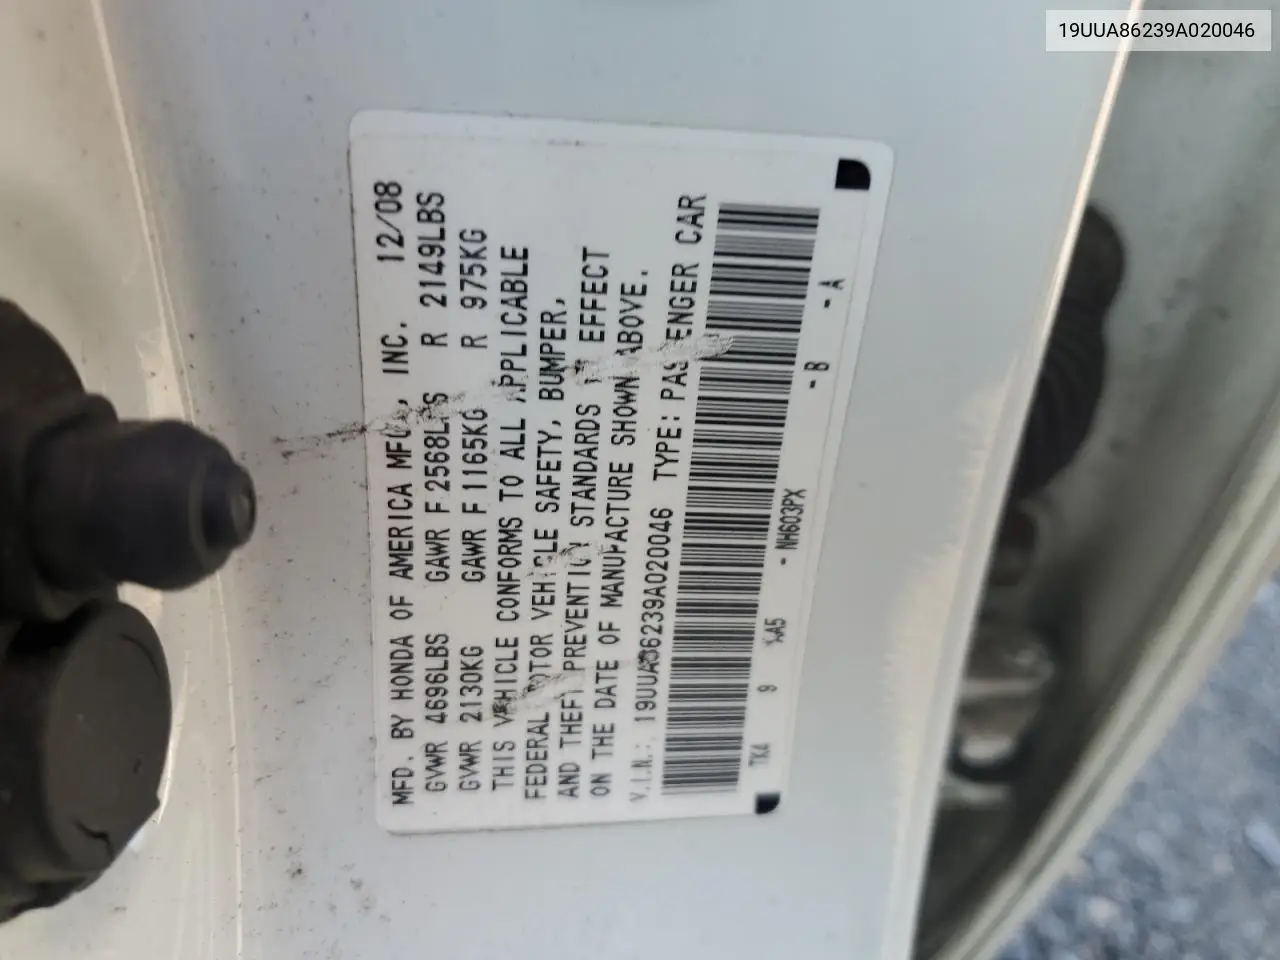 19UUA86239A020046
MFD. BY HONDA OF AMERICA MFG., INC. 12/08
GVWR 4696LBS GAWR F 2568LBS R 2149LBS
GVWR 2130KG GAWR F 1165KG R 975KG
THIS VEHICLE CONFORMS TO ALL APPLICABLE
FEDERAL MOTOR VEHICLE SAFETY, BUMPER,
AND THEFT PREVENTION STANDARDS IN EFFECT
ON THE DATE OF MANUFACTURE SHOWN ABOVE.
V.I.N.: 19UUA86239A020046 TYPE: PASSENGER CAR
TK4 9 - NH603PX - B - A